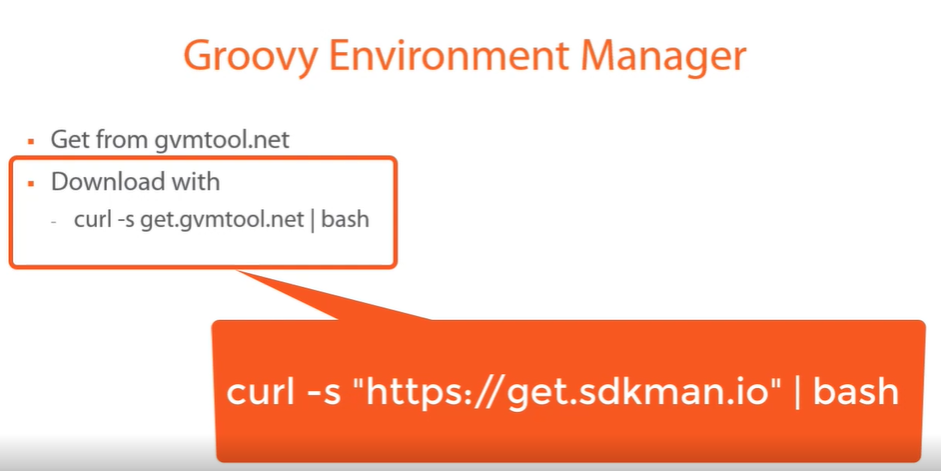 Groovy Environment Manager
▪ Get from gvmtool.net
▪ Download with
- curl -s get.gvmtool.net | bash
curl -s "https://get.sdkman.io" | bash